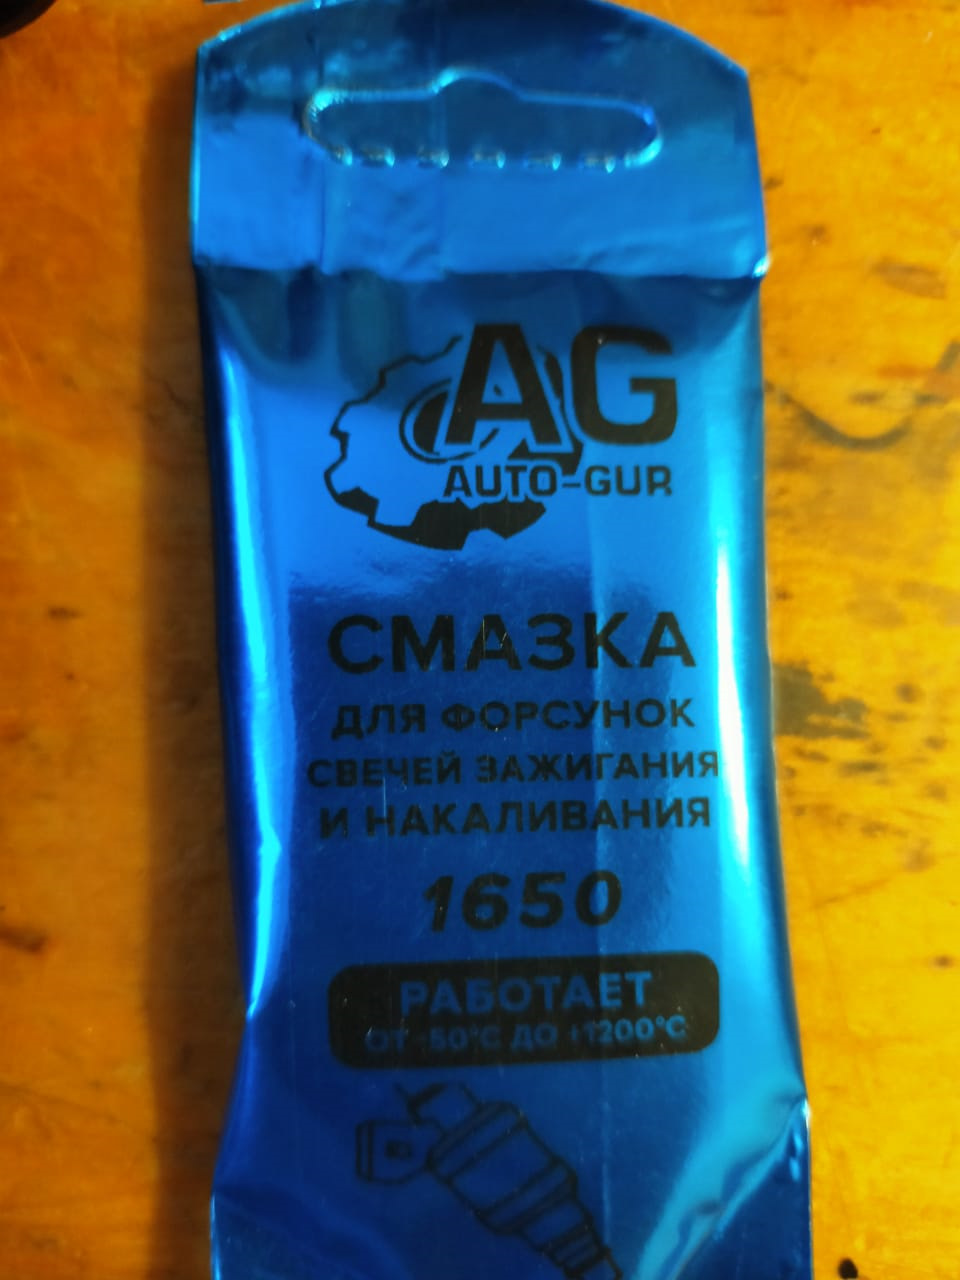 AG
AUTO-GUR
СМАЗКА
ДЛЯ ФОРСУНОК
СВЕЧЕЙ ЗАЖИГАНИЯ
И НАКАЛИВАНИЯ
1650
РАБОТАЕТ
ОТ -50°С ДО +1200°С